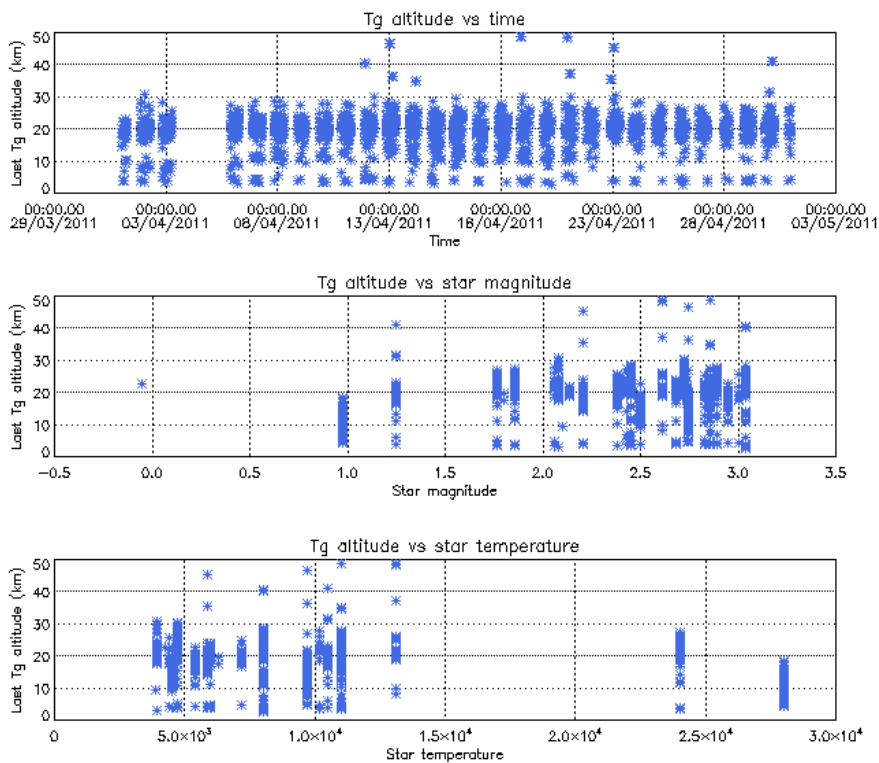 Tg altitude vs time
50
40
30
20
10
0
Last Tg altitude (km)
00:00.00 00:00.00 00:00.00 00:00.00 00:00.00 00:00.00 00:00.00 00:00.00
29/03/2011 03/04/2011 08/04/2011 13/04/2011 18/04/2011 23/04/2011 28/04/2011 03/05/2011
Time
Tg altitude vs star magnitude
50
40
30
20
10
0
Last Tg altitude (km)
-0.5 0.0 0.5 1.0 1.5 2.0 2.5 3.0 3.5
Star magnitude
Tg altitude vs star temperature
50
40
30
20
10
0
Last Tg altitude (km)
0 5.0×10³ 1.0×10⁴ 1.5×10⁴ 2.0×10⁴ 2.5×10⁴ 3.0×10⁴
Star temperature